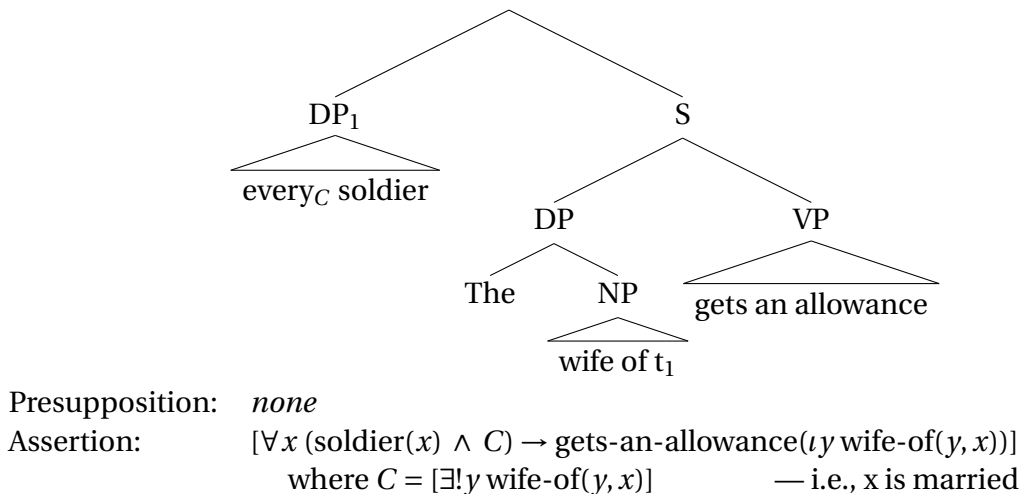 DP₁ S
every_C soldier
DP VP
The NP gets an allowance
wife of t₁
Presupposition: none
Assertion: [∀x (soldier(x) ∧ C) → gets-an-allowance(ιy wife-of(y, x))]
where C = [∃!y wife-of(y, x)] — i.e., x is married